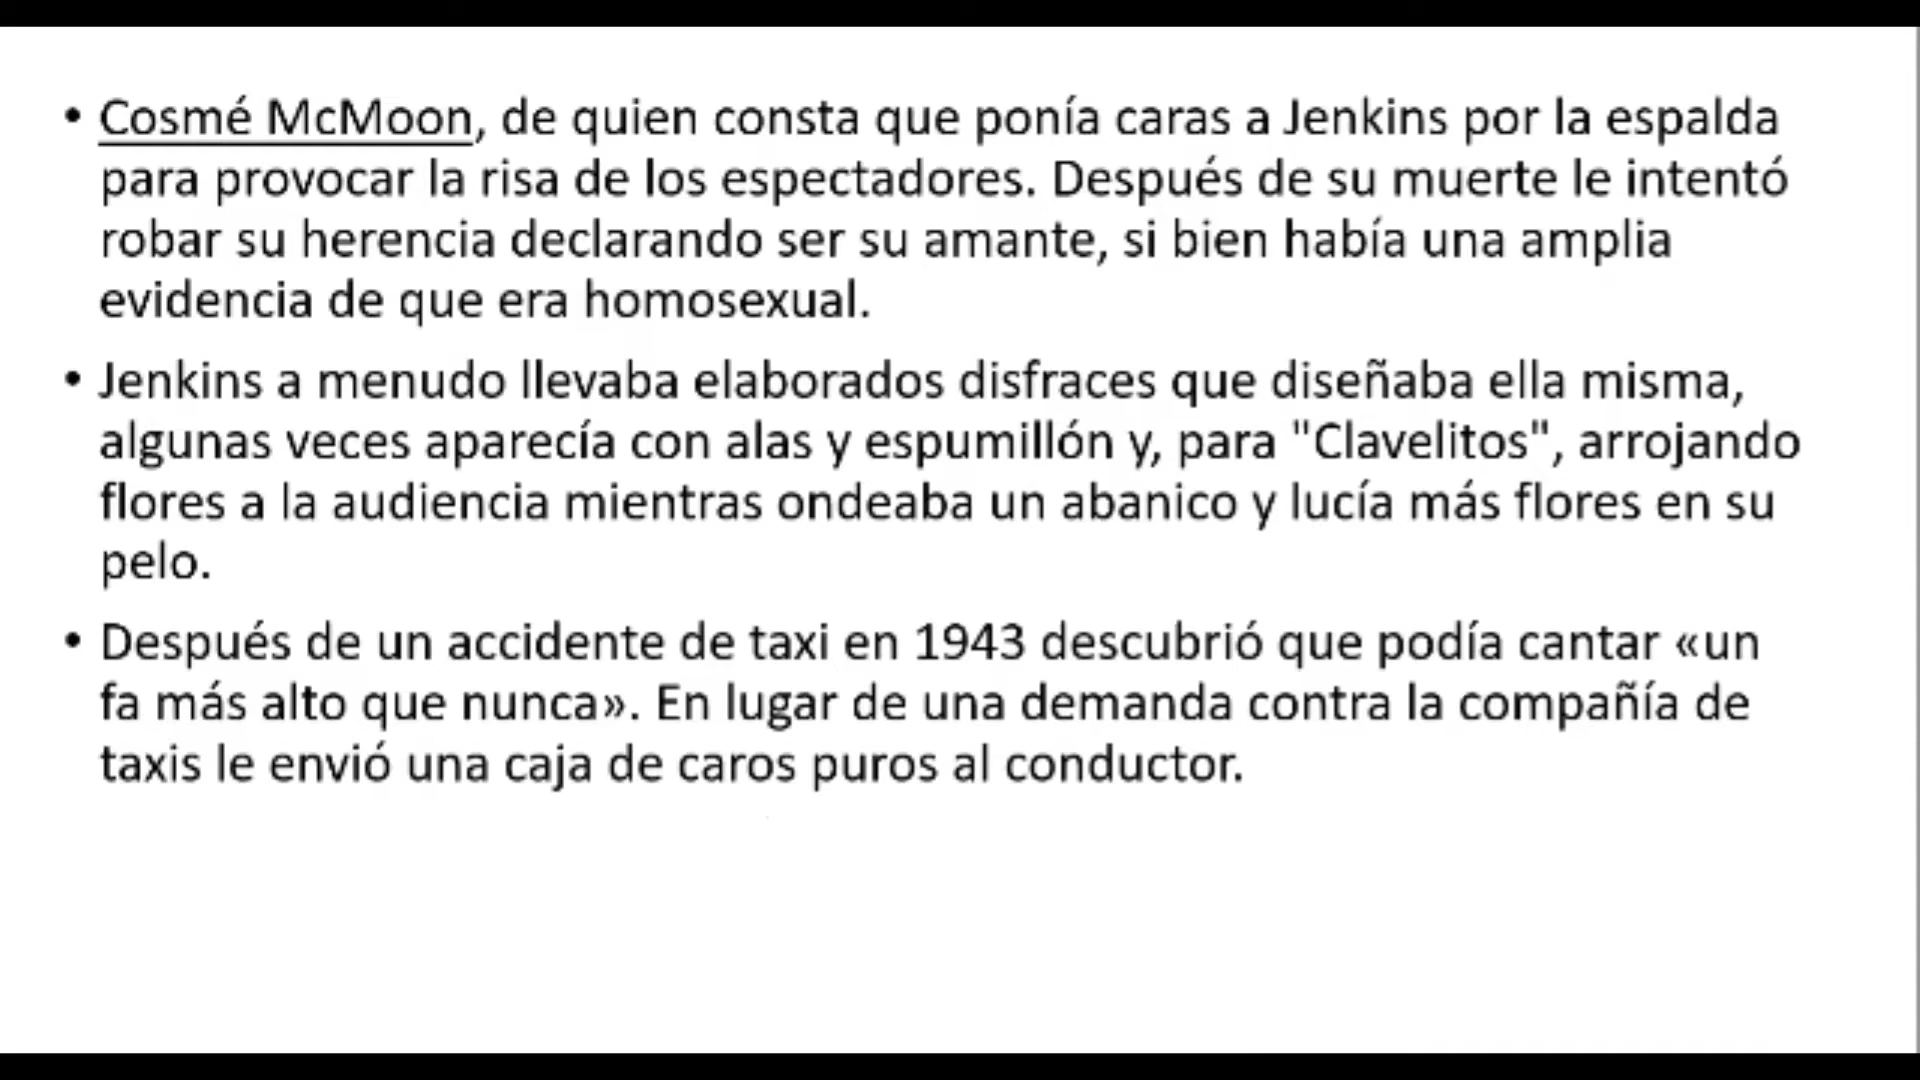 • Cosmé McMoon, de quien consta que ponía caras a Jenkins por la espalda
para provocar la risa de los espectadores. Después de su muerte le intentó
robar su herencia declarando ser su amante, si bien había una amplia
evidencia de que era homosexual.
• Jenkins a menudo llevaba elaborados disfraces que diseñaba ella misma,
algunas veces aparecía con alas y espumillón y, para "Clavelitos", arrojando
flores a la audiencia mientras ondeaba un abanico y lucía más flores en su
pelo.
• Después de un accidente de taxi en 1943 descubrió que podía cantar «un
fa más alto que nunca». En lugar de una demanda contra la compañía de
taxis le envió una caja de caros puros al conductor.